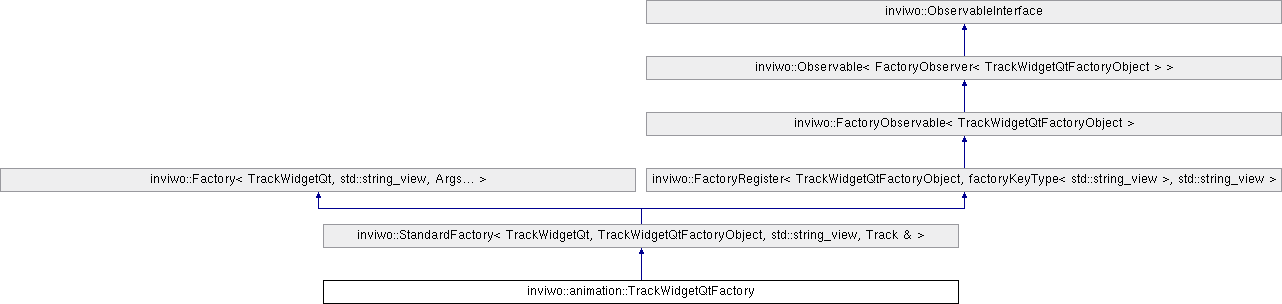 inviwo::ObservableInterface
inviwo::Observable< FactoryObserver< TrackWidgetQtFactoryObject > >
inviwo::FactoryObservable< TrackWidgetQtFactoryObject >
inviwo::Factory< TrackWidgetQt, std::string_view, Args... >
inviwo::FactoryRegister< TrackWidgetQtFactoryObject, factoryKeyType< std::string_view >, std::string_view >
inviwo::StandardFactory< TrackWidgetQt, TrackWidgetQtFactoryObject, std::string_view, Track & >
inviwo::animation::TrackWidgetQtFactory